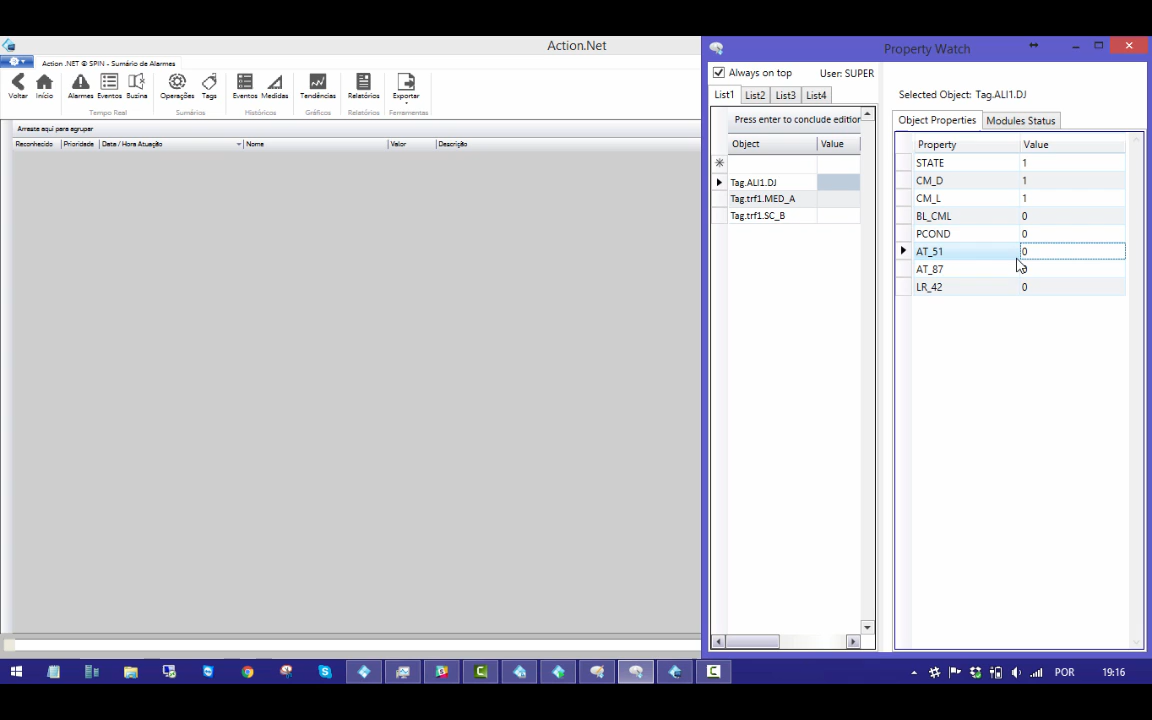 Action.Net
Action .NET @ SPIN - Sumário de Alarmes
Voltar Início Alarmes Eventos Buzina Operações Tags Eventos Medidas Tendências Relatórios Exportar
Tempo Real Sumários Históricos Gráficos Relatórios Ferramentas
Arraste aqui para agrupar
Reconhecido Prioridade Data / Hora Atuação Nome Valor Descrição
Property Watch
Always on top User: SUPER
List1 List2 List3 List4
Press enter to conclude edition
Object Value
Tag.ALI1.DJ
Tag.trf1.MED_A
Tag.trf1.SC_B
Selected Object: Tag.ALI1.DJ
Object Properties Modules Status
Property Value
STATE 1
CM_D 1
CM_L 1
BL_CML 0
PCOND 0
AT_51 0
AT_87 0
LR_42 0
POR 19:16